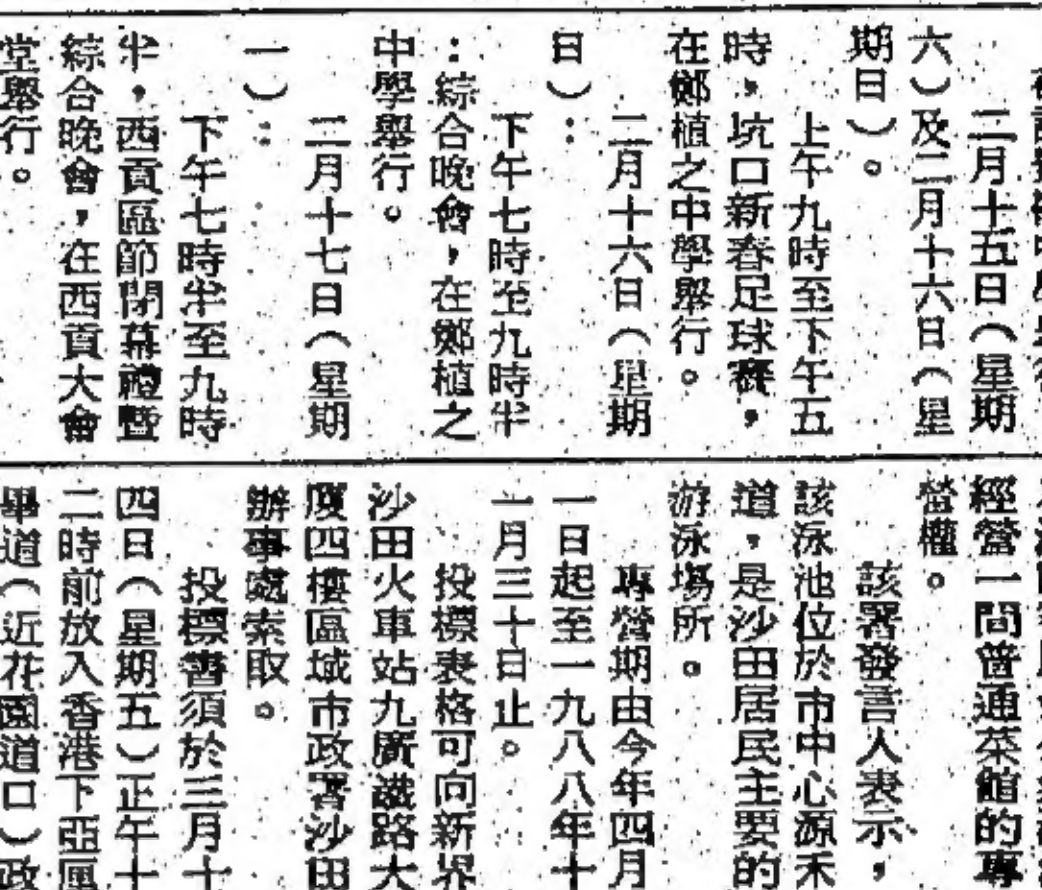 二月十五日（星期
六）及二月十六日（星
期日）。
上午九時至下午五
時，坑口新春足球賽，
在鄭植之中學舉行。
二月十六日（星期
日）：
下午七時至九時半
：綜合晚會，在鄭植之
中學舉行。
二月十七日（星期
一）：
下午七時半至九時
半，西貢區節閉幕禮暨
綜合晚會，在西貢大會
堂舉行。
經營一間普通茶館的專
營權。
該署發言人表示，
該泳池位於市中心源禾
道，是沙田居民主要的
游泳場所。
專營期由今年四月
一日起至一九八八年十
一月三十日止。
投標表格可向新界
沙田火車站九廣鐵路大
廈四樓區域市政署沙田
辦事處索取。
投標書須於三月十
四日（星期五）正午十
二時前放入香港下亞厘
畢道（近花園道口）政